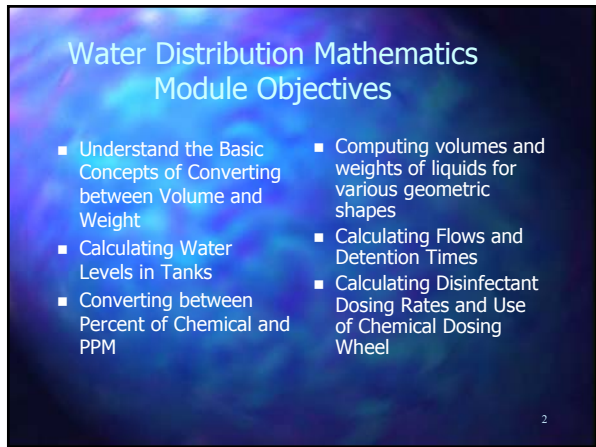 Water Distribution Mathematics
Module Objectives
■ Understand the Basic
Concepts of Converting
between Volume and
Weight
■ Calculating Water
Levels in Tanks
■ Converting between
Percent of Chemical and
PPM
■ Computing volumes and
weights of liquids for
various geometric
shapes
■ Calculating Flows and
Detention Times
■ Calculating Disinfectant
Dosing Rates and Use
of Chemical Dosing
Wheel
2